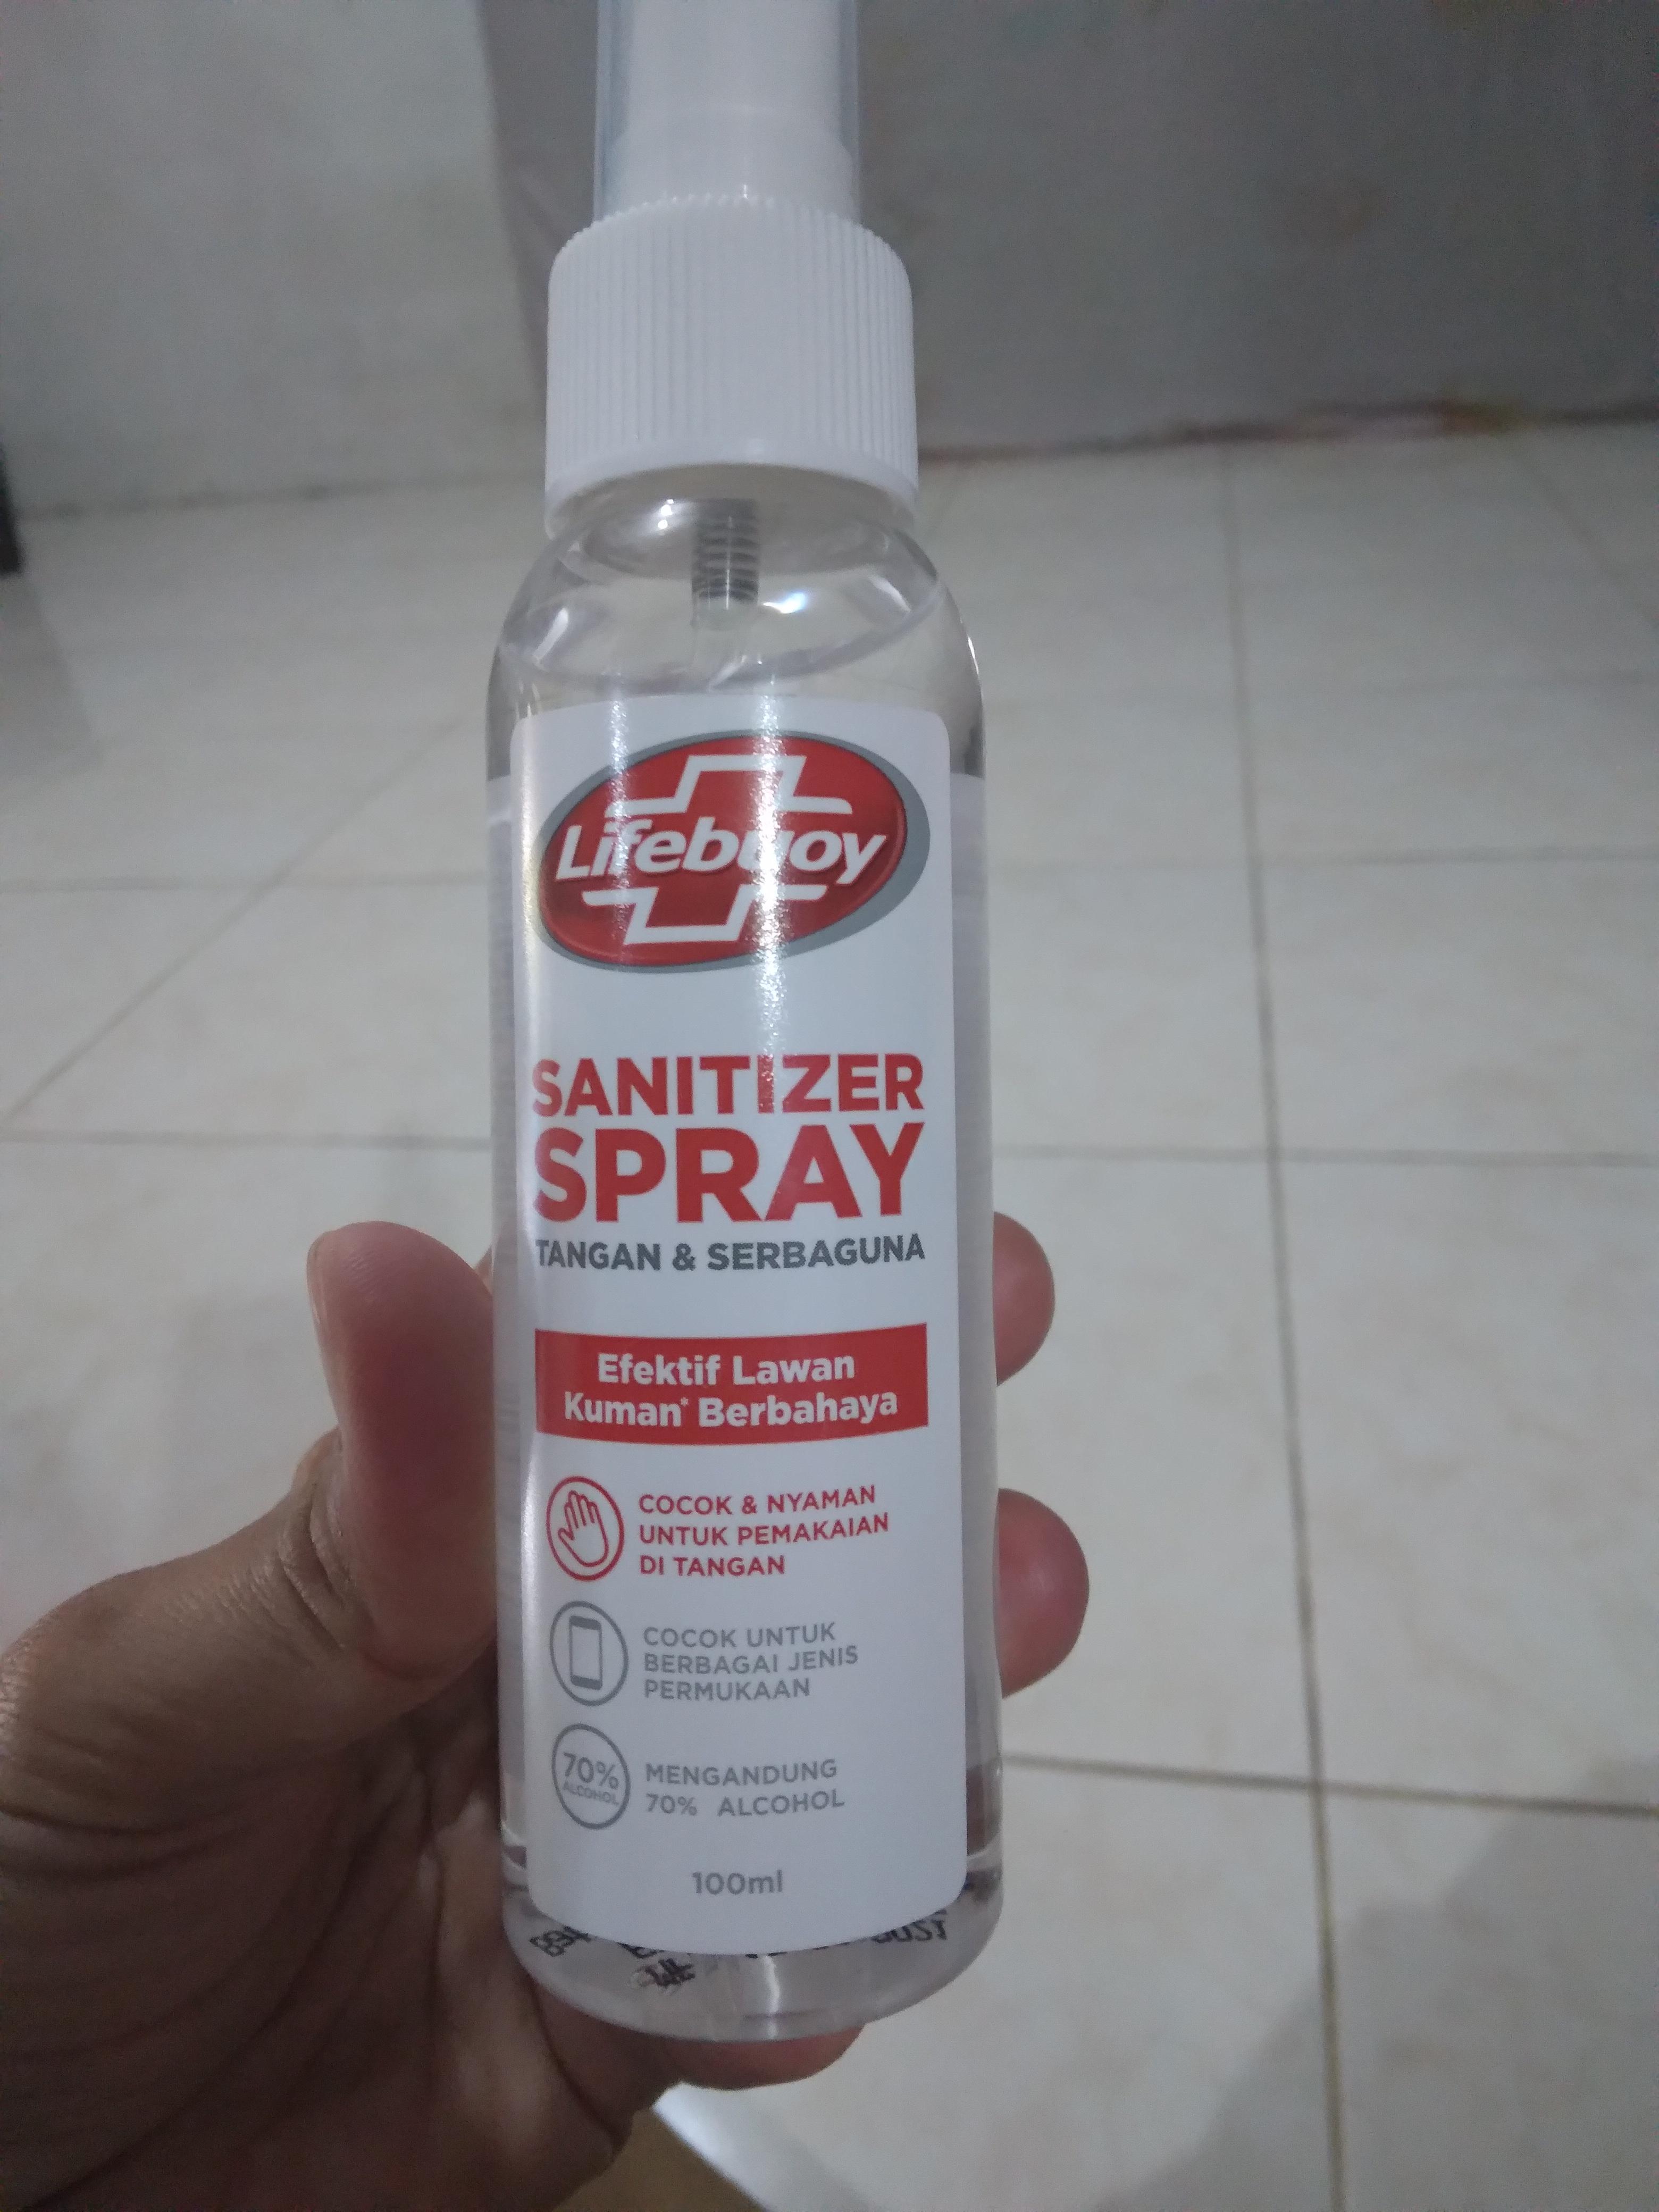 Lifebuoy
SANITIZER
SPRAY
TANGAN & SERBAGUNA
Efektif Lawan
Kuman* Berbahaya
COCOK & NYAMAN
UNTUK PEMAKAIAN
DI TANGAN
COCOK UNTUK
BERBAGAI JENIS
PERMUKAAN
70%
ALCOHOL
MENGANDUNG
70% ALCOHOL
100ml